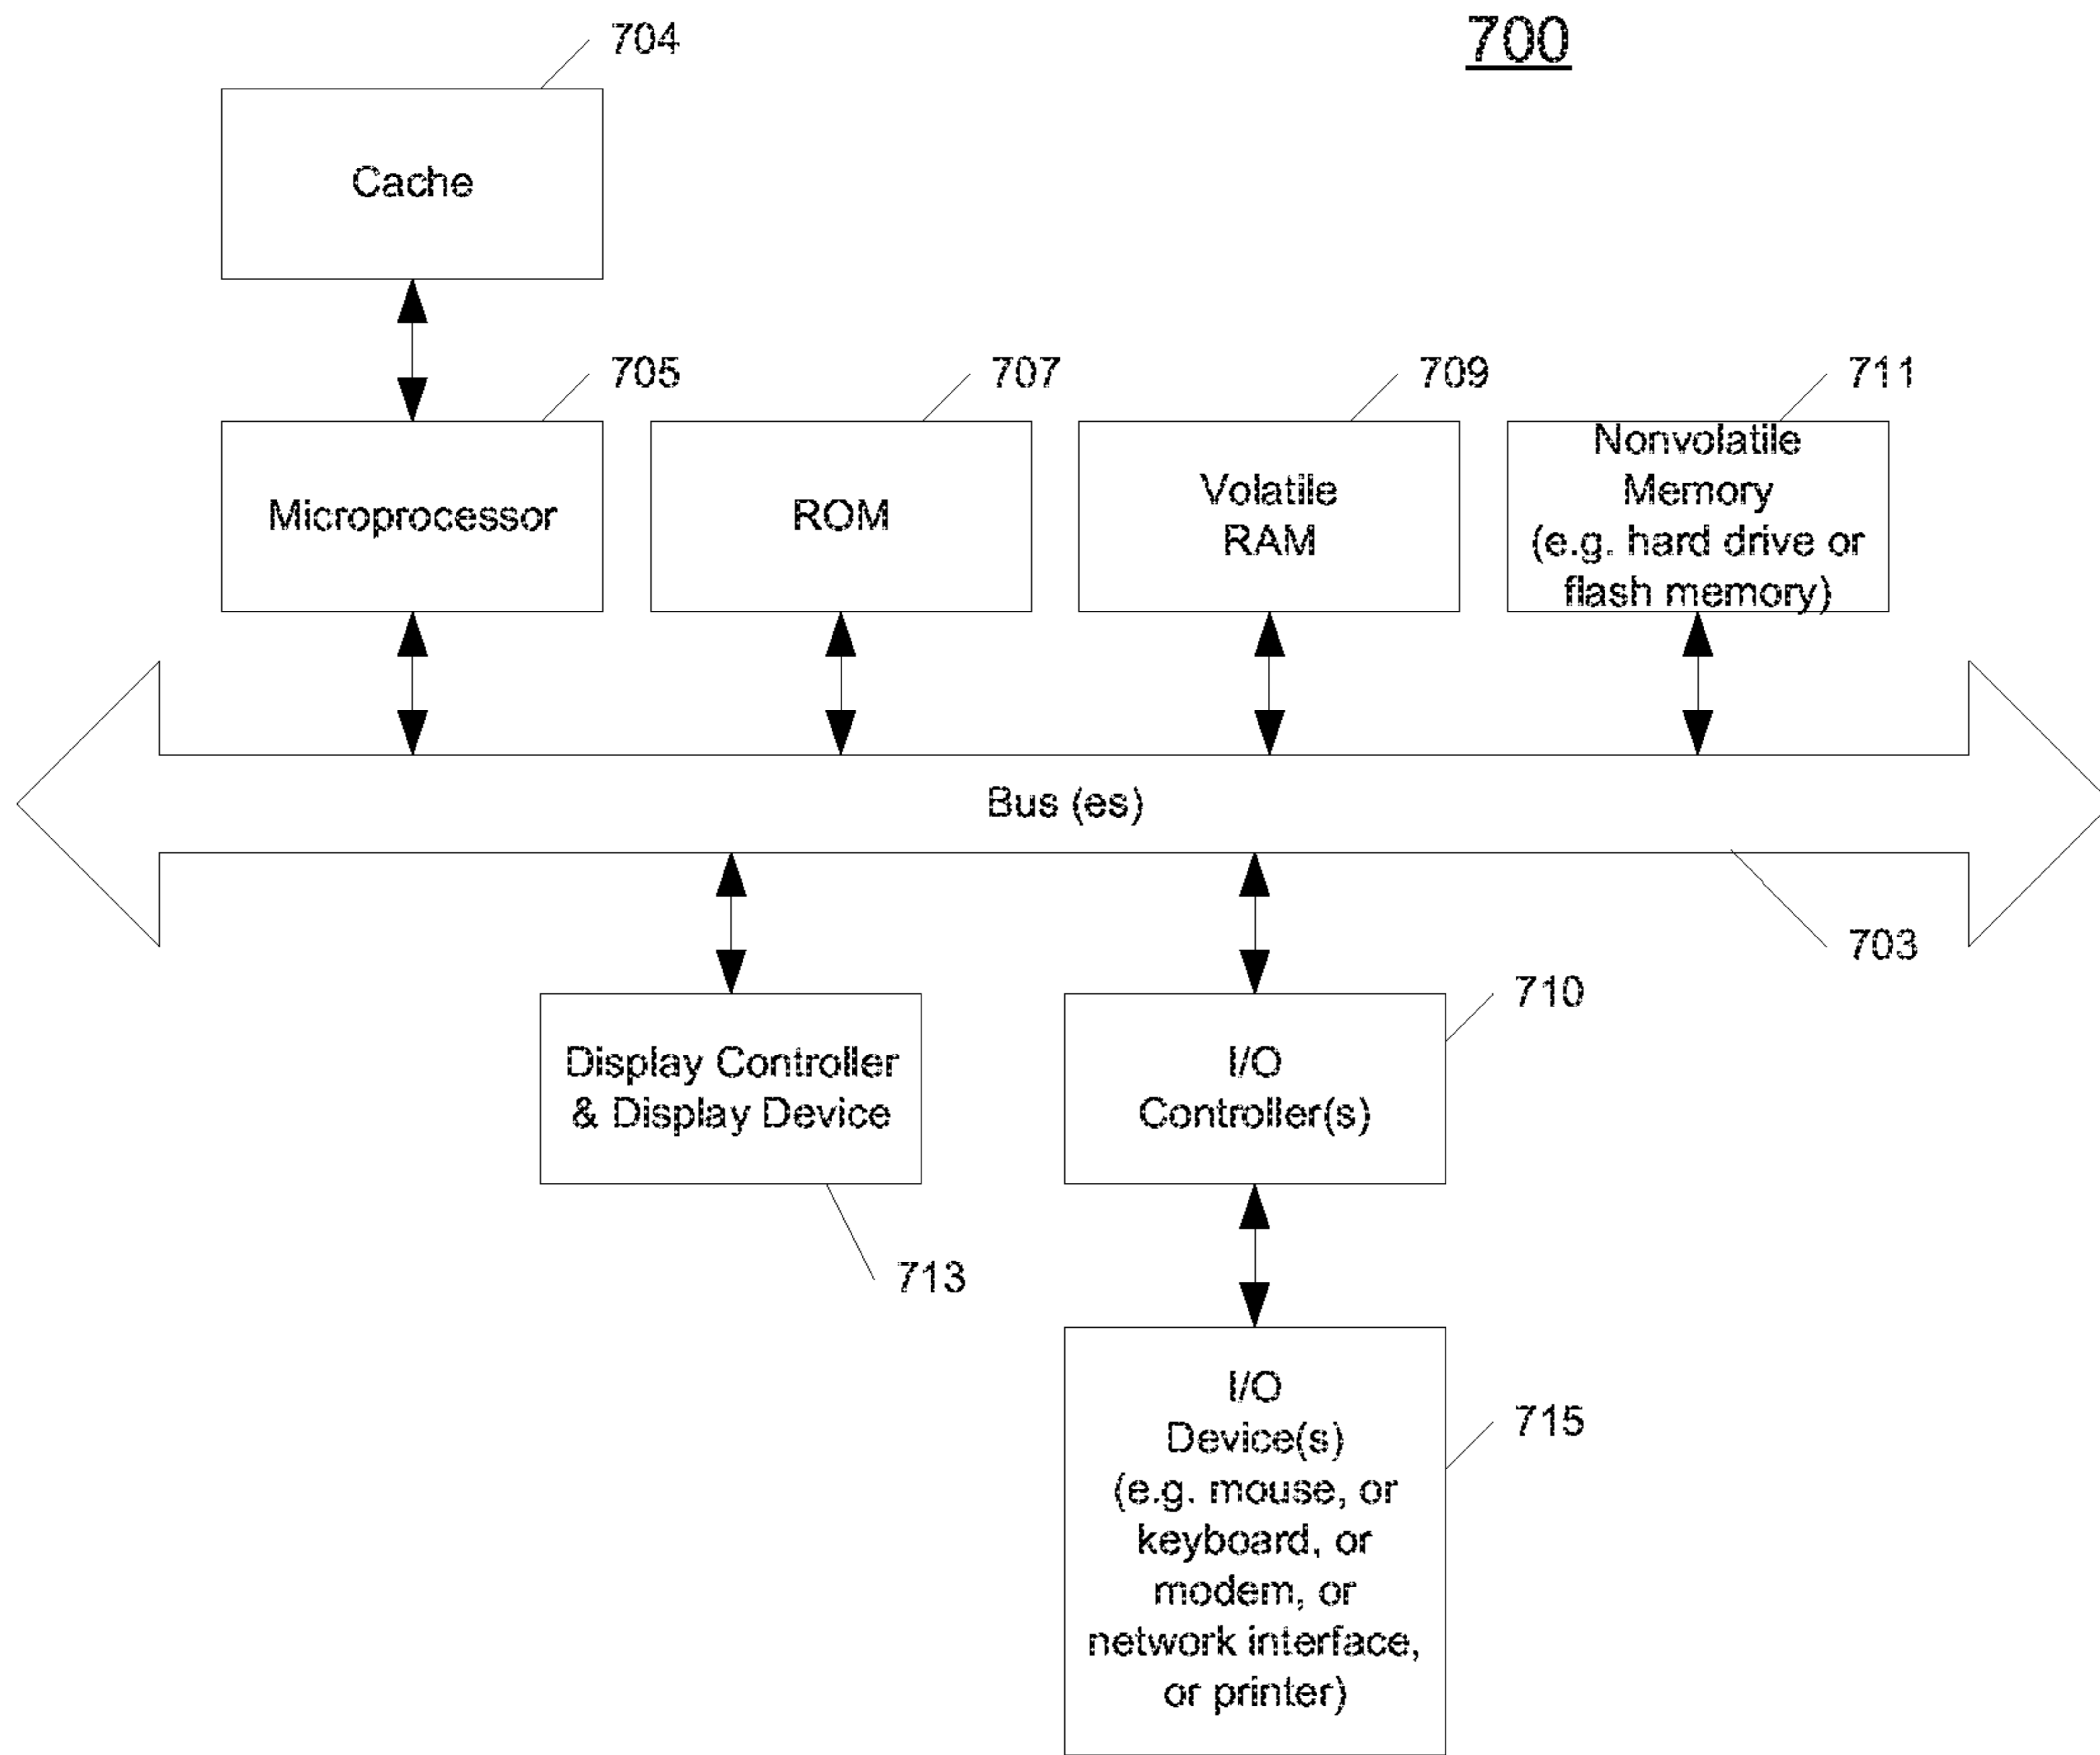 700
704
Cache
705
707
709
711
Microprocessor
ROM
Volatile
RAM
Nonvolatile
Memory
(e.g. hard drive or
flash memory)
Bus (es)
703
Display Controller
& Display Device
713
710
I/O
Controller(s)
I/O
Device(s)
(e.g. mouse, or
keyboard, or
modem, or
network interface,
or printer)
715